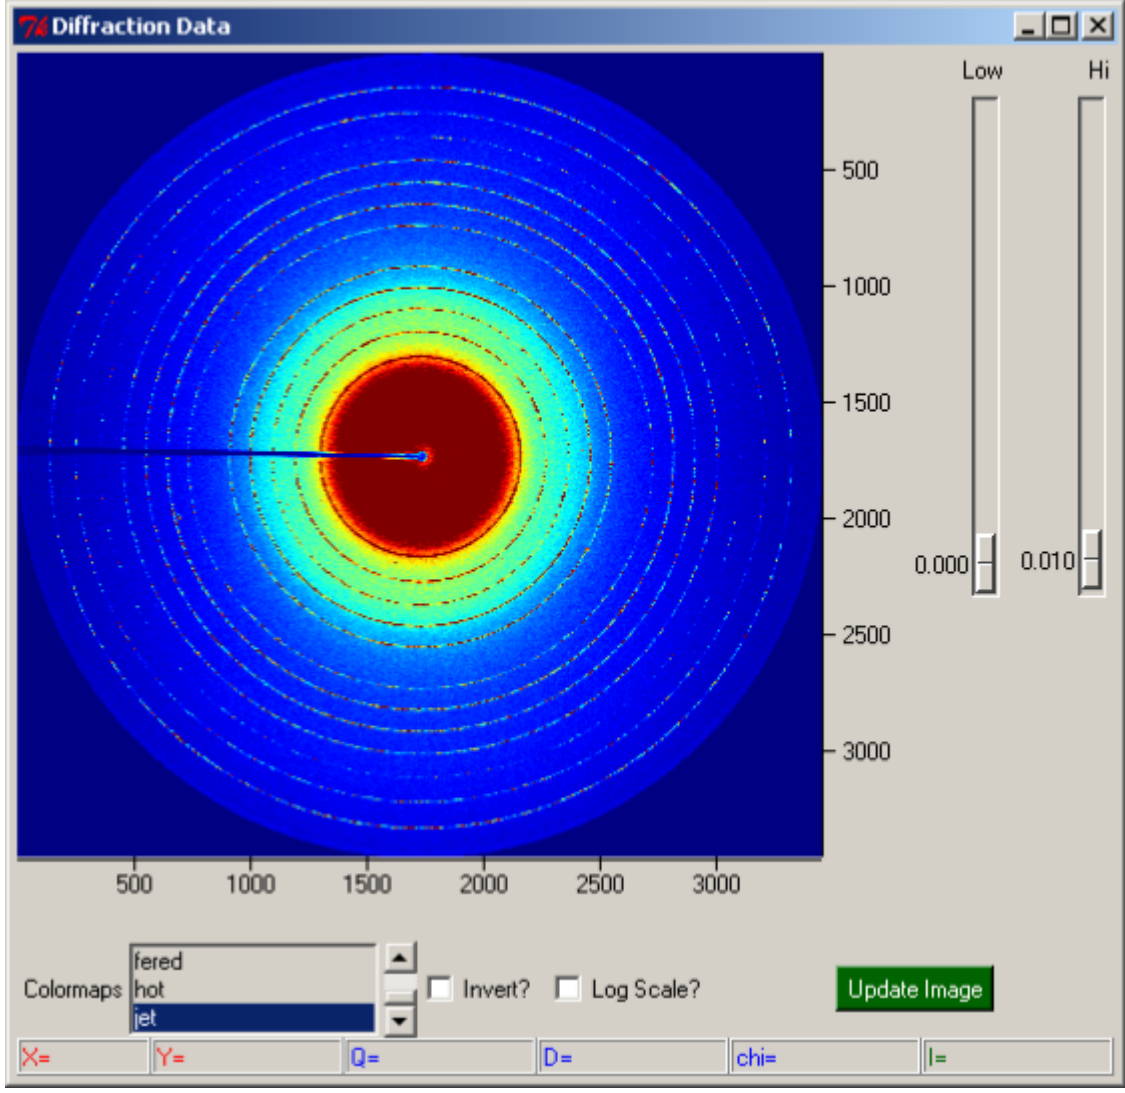 Diffraction Data
Low Hi
500
1000
1500
2000
2500
3000
0.000 0.010
500 1000 1500 2000 2500 3000
fered
Colormaps hot Invert? Log Scale? Update Image
jet
X= Y= Q= D= chi= I=